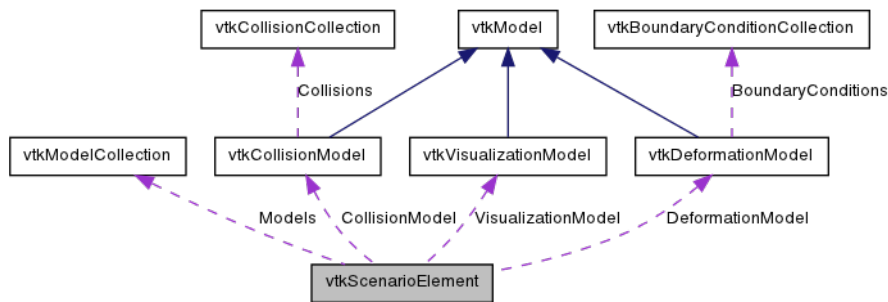 vtkCollisionCollection
vtkModel
vtkBoundaryConditionCollection
Collisions
BoundaryConditions
vtkModelCollection
vtkCollisionModel
vtkVisualizationModel
vtkDeformationModel
Models
CollisionModel
VisualizationModel
DeformationModel
vtkScenarioElement